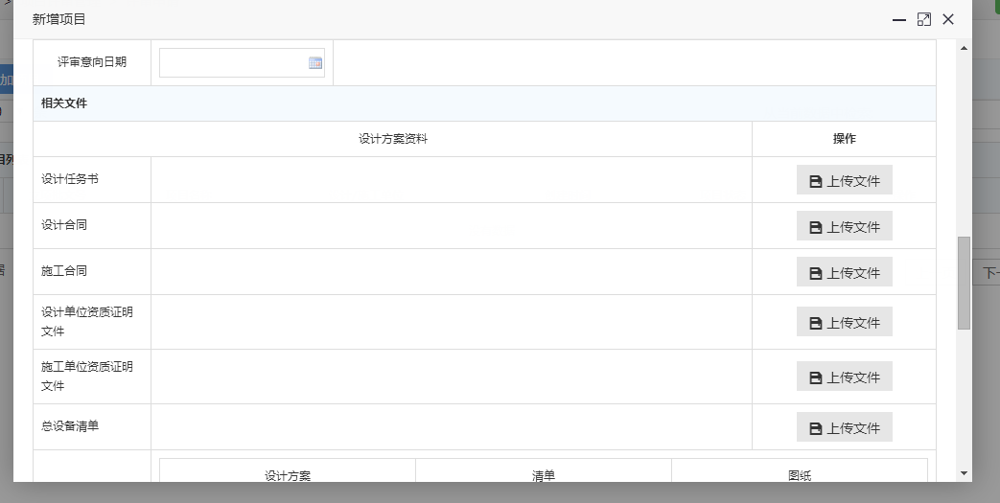 新增项目
评审意向日期
相关文件
设计方案资料 操作
设计任务书 上传文件
设计合同 上传文件
施工合同 上传文件
设计单位资质证明
文件 上传文件
施工单位资质证明
文件 上传文件
总设备清单 上传文件
设计方案 清单 图纸
加
下一